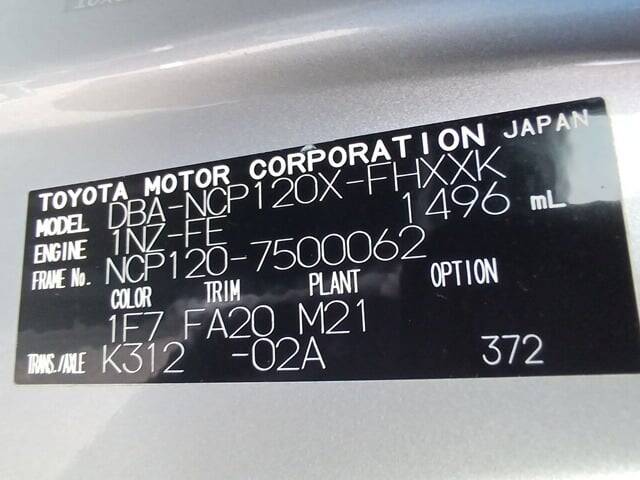 TOYOTA MOTOR CORPORATION JAPAN
MODEL DBA-NCP120X-FHXXK
ENGINE 1NZ-FE 1496 mL
FRAME No. NCP120-7500062
COLOR TRIM PLANT OPTION
1F7 FA20 M21
TRANS./AXLE K312 -02A 372